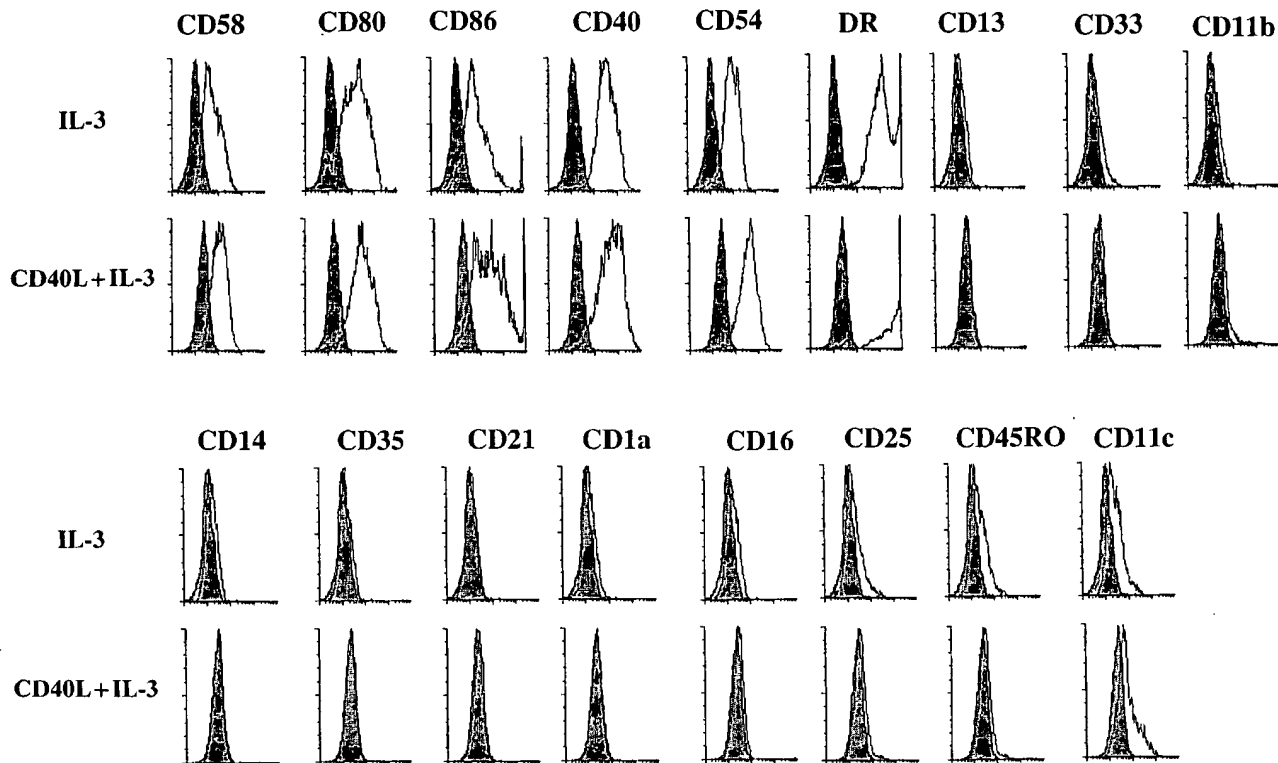 CD58 CD80 CD86 CD40 CD54 DR CD13 CD33 CD11b
IL-3
CD40L+IL-3
CD14 CD35 CD21 CD1a CD16 CD25 CD45RO CD11c
IL-3
CD40L+IL-3